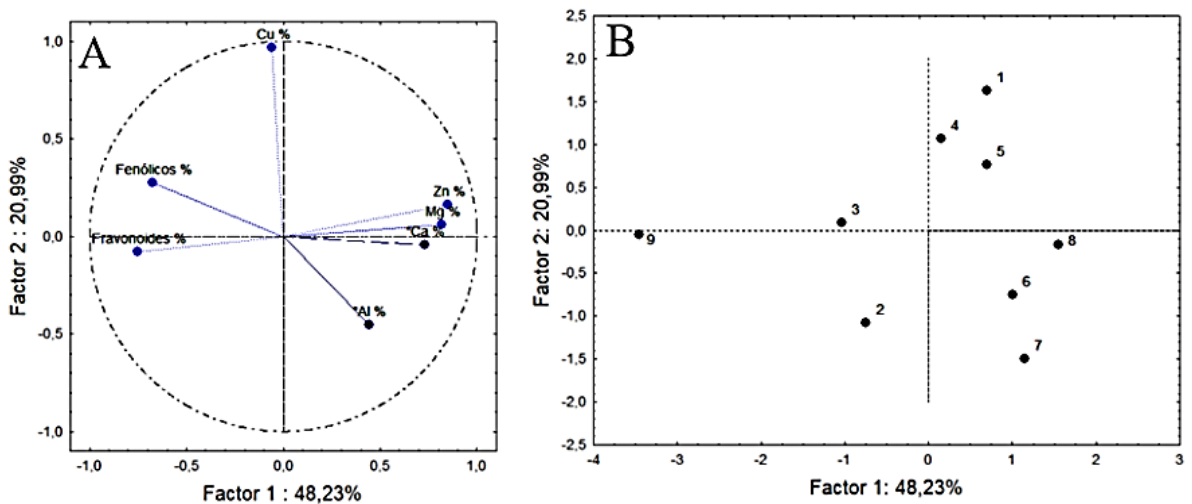 A
Cu %
Fenólicos %
Fravonoides %
Zn %
Mg %
*Ca %
*Al %
1,0
0,5
0,0
-0,5
-1,0
-1,0
-0,5
0,0
0,5
1,0
Factor 2 : 20,99%
Factor 1 : 48,23%
B
2.5
2,0
1,5
1,0
0,5
0,0
-0,5
-1,0
-1,5
-2,0
-2.5
-4
-3
-2
-1
0
1
2
3
1
4
5
3
9
8
6
2
7
Factor 2: 20,99%
Factor 1: 48,23%